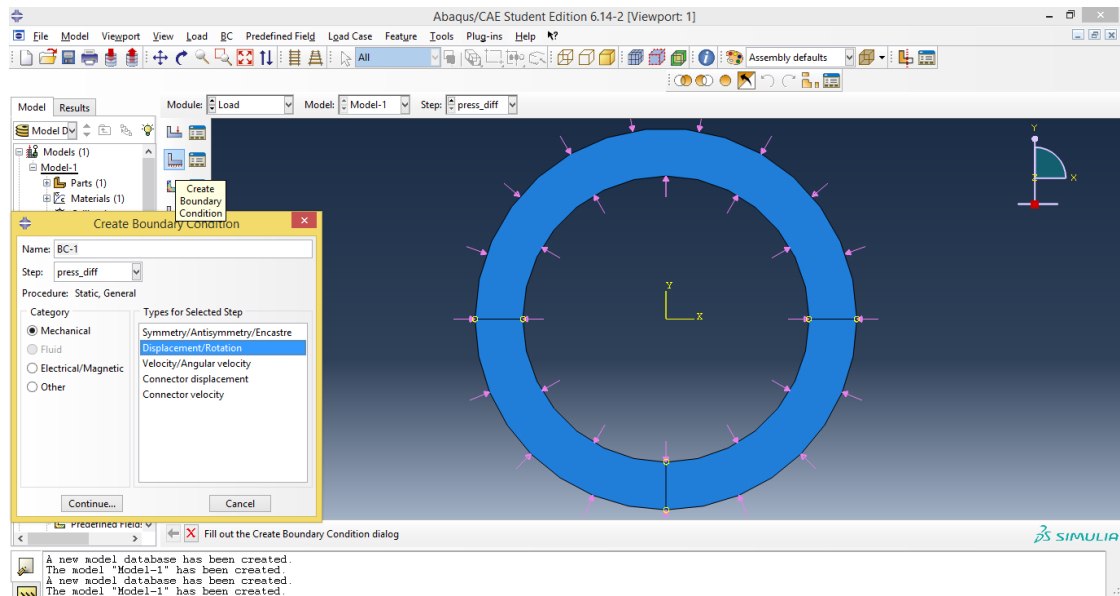 Abaqus/CAE Student Edition 6.14-2 [Viewport: 1]
File Model Viewport View Load BC Predefined Field Load Case Feature Tools Plug-ins Help
All
Assembly defaults
Model Results
Module: Load Model: Model-1 Step: press_diff
Model D
Models (1)
Model-1
Parts (1)
Materials (1)
Create
Boundary
Condition
Create Boundary Condition
Name: BC-1
Step: press_diff
Procedure: Static, General
Category
Types for Selected Step
Mechanical
Fluid
Electrical/Magnetic
Other
Symmetry/Antisymmetry/Encastre
Displacement/Rotation
Velocity/Angular velocity
Connector displacement
Connector velocity
Continue...
Cancel
Y
X
Y
Z
X
Predefined Field:
Fill out the Create Boundary Condition dialog
SIMULIA
A new model database has been created.
The model "Model-1" has been created.
A new model database has been created.
The model "Model-1" has been created.